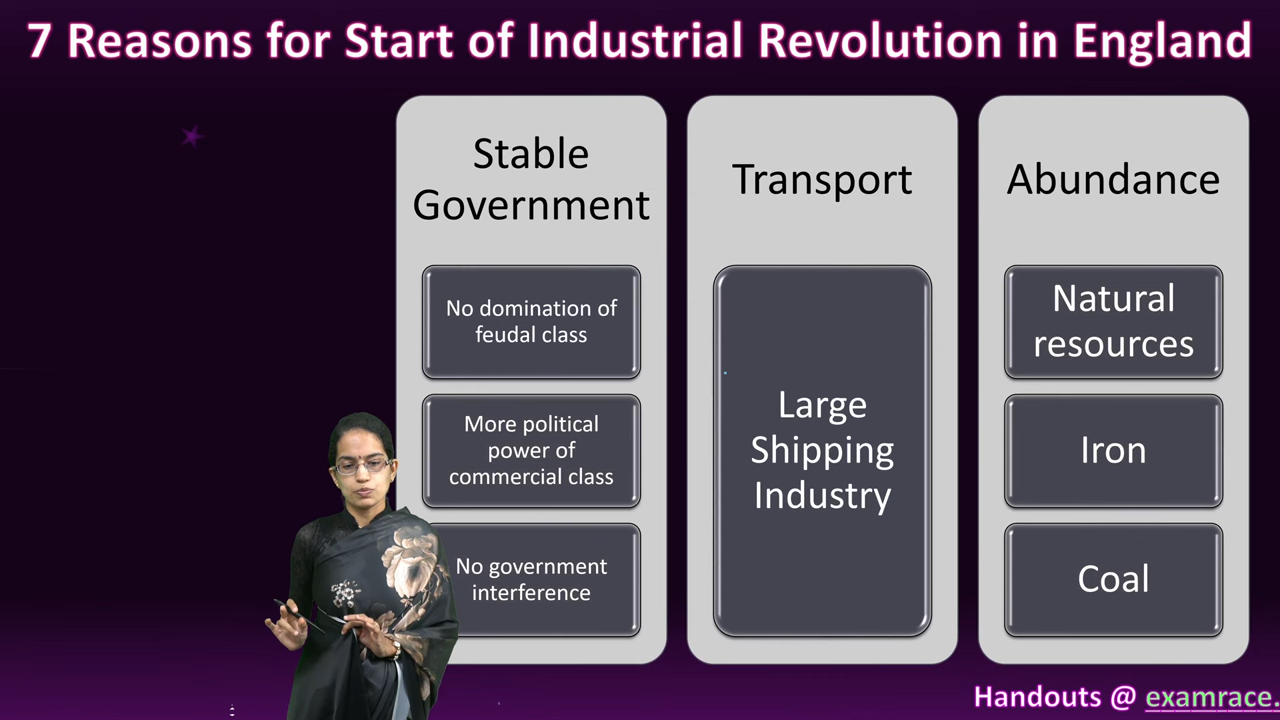 7 Reasons for Start of Industrial Revolution in England
Stable
Government
No domination of
feudal class
More political
power of
commercial class
No government
interference
Transport
Large
Shipping
Industry
Abundance
Natural
resources
Iron
Coal
Handouts @ examrace.